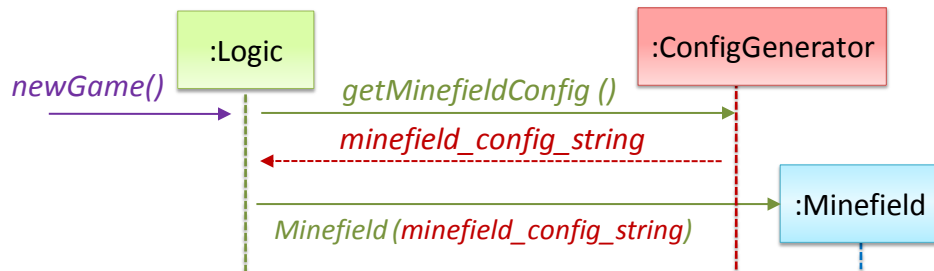 :Logic
:ConfigGenerator
newGame()
getMinefieldConfig ()
minefield_config_string
:Minefield
Minefield (minefield_config_string)